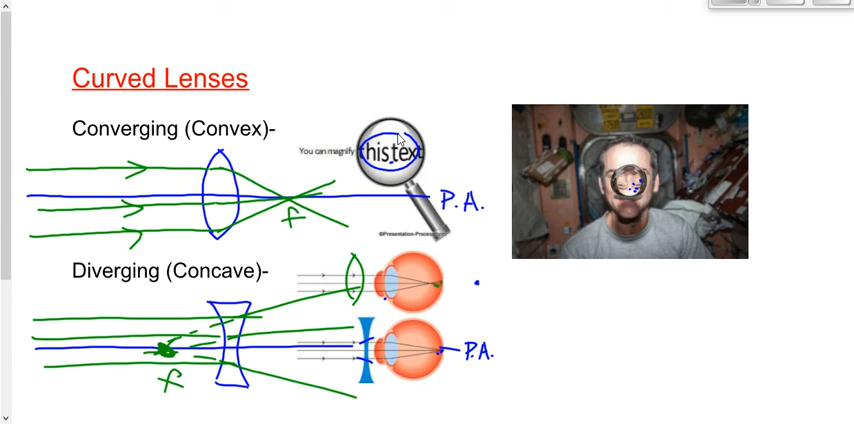 Curved Lenses
Converging (Convex)-
You can magnify this text
P.A.
f
©Presentation-Process
Diverging (Concave)-
P.A.
f